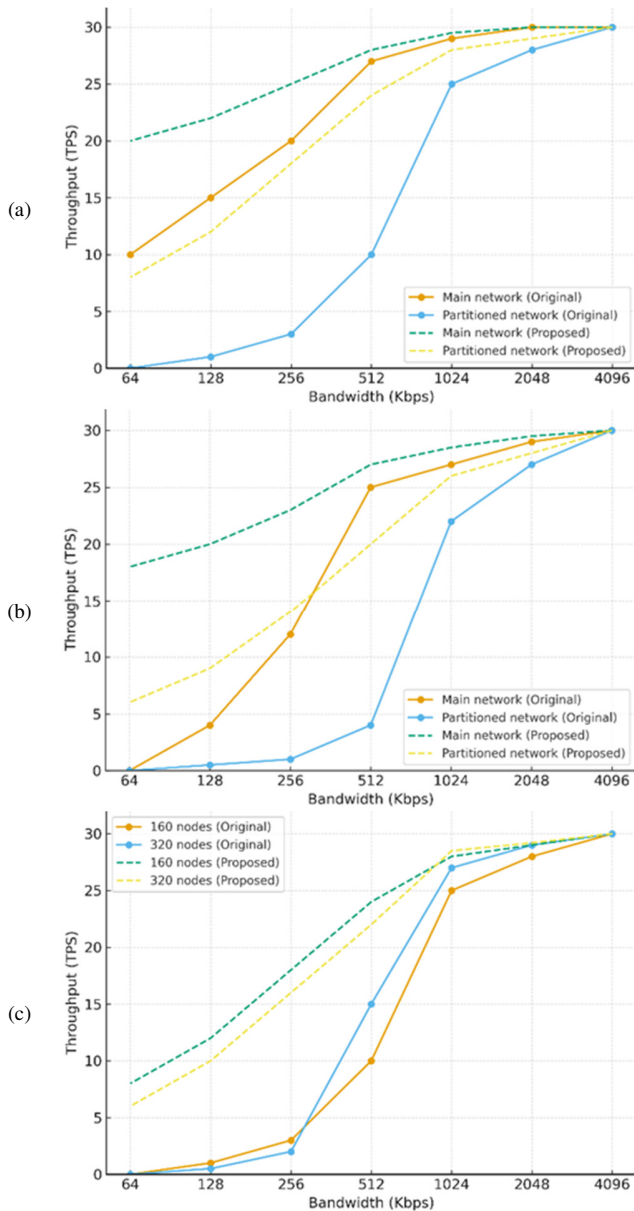 (a)
Throughput (TPS)
30
25
20
15
10
5
0
Main network (Original)
Partitioned network (Original)
Main network (Proposed)
Partitioned network (Proposed)
64 128 256 512 1024 2048 4096
Bandwidth (Kbps)
(b)
Throughput (TPS)
30
25
20
15
10
5
0
Main network (Original)
Partitioned network (Original)
Main network (Proposed)
Partitioned network (Proposed)
64 128 256 512 1024 2048 4096
Bandwidth (Kbps)
(c)
Throughput (TPS)
30
25
20
15
10
5
0
160 nodes (Original)
320 nodes (Original)
160 nodes (Proposed)
320 nodes (Proposed)
64 128 256 512 1024 2048 4096
Bandwidth (Kbps)